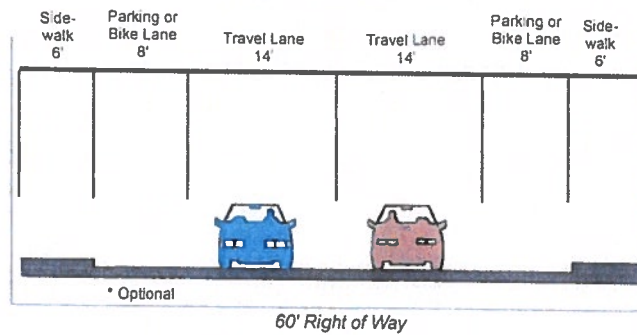 Side-
walk
6'
Parking or
Bike Lane
8'
Travel Lane
14'
Travel Lane
14'
Parking or
Bike Lane
8'
Side-
walk
6'
* Optional
60' Right of Way